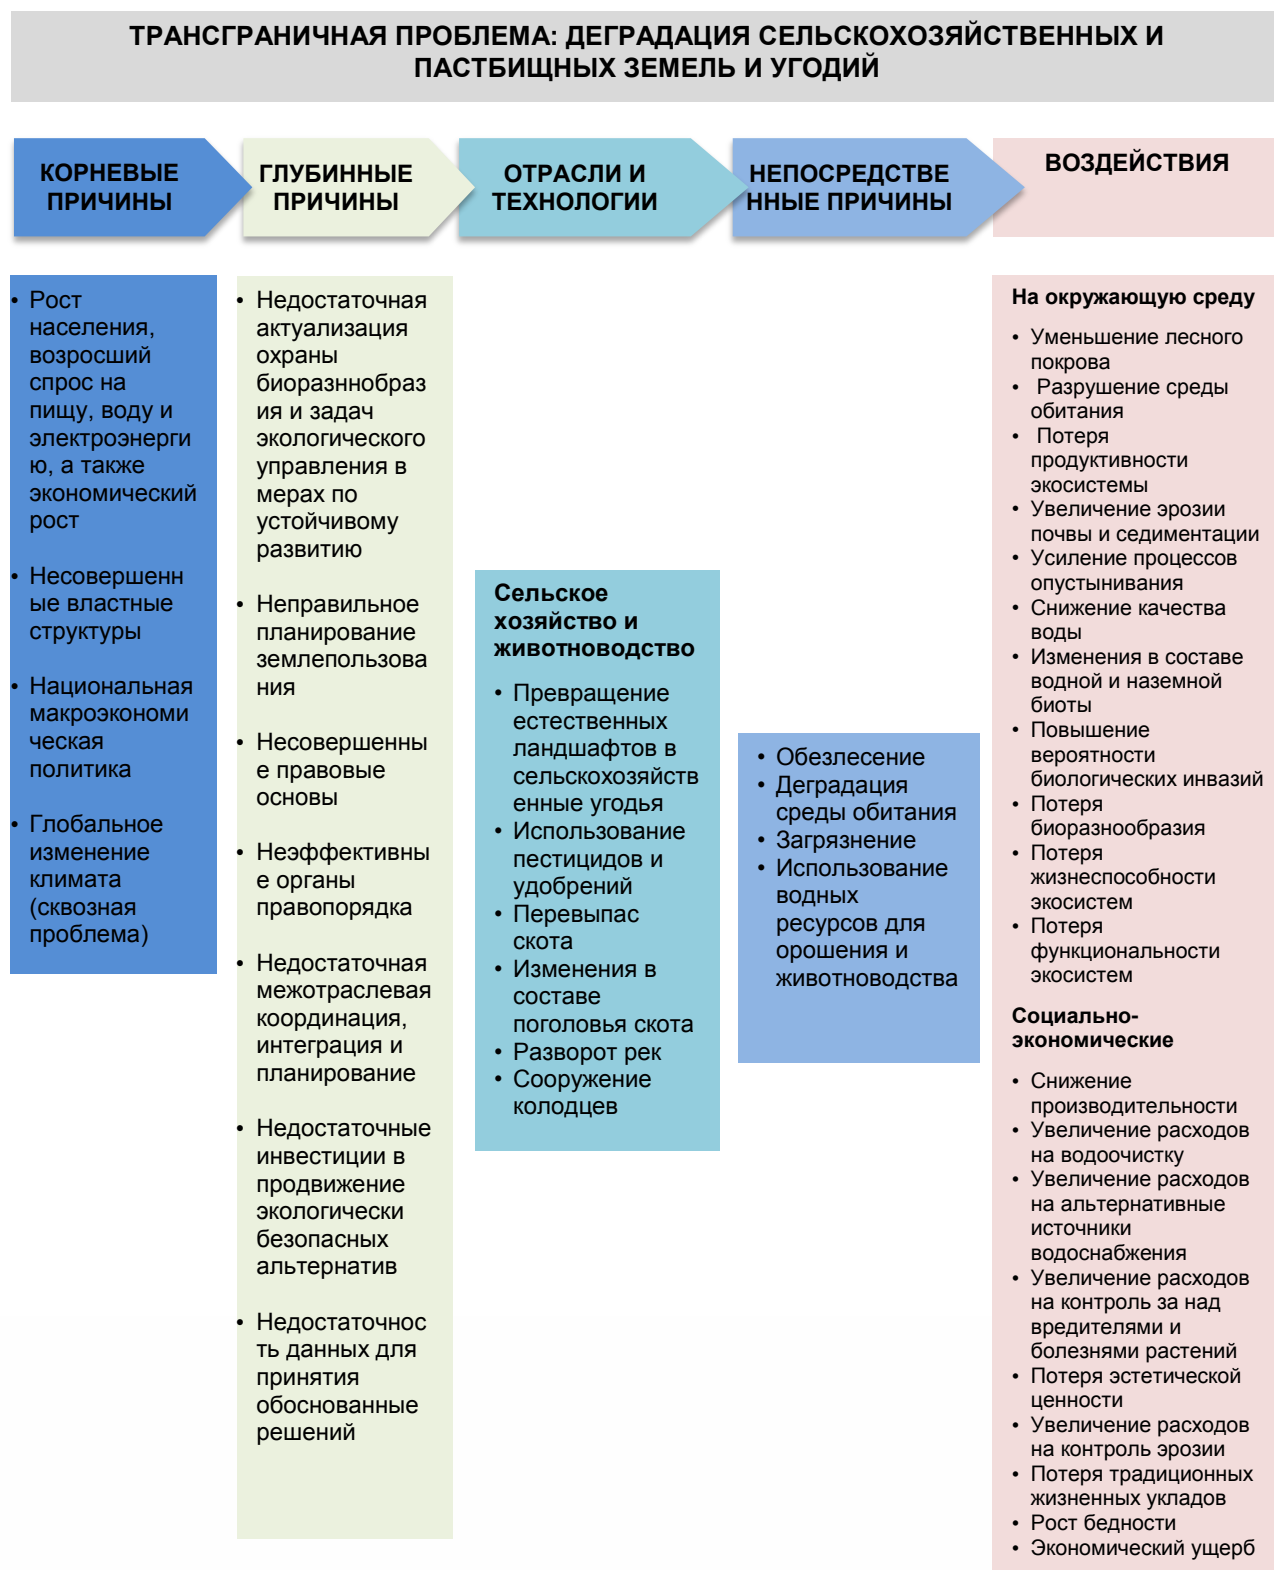 ТРАНСГРАНИЧНАЯ ПРОБЛЕМА: ДЕГРАДАЦИЯ СЕЛЬСКОХОЗЯЙСТВЕННЫХ И
ПАСТБИЩНЫХ ЗЕМЕЛЬ И УГОДИЙ
КОРНЕВЫЕ
ПРИЧИНЫ
ГЛУБИННЫЕ
ПРИЧИНЫ
ОТРАСЛИ И
ТЕХНОЛОГИИ
НЕПОСРЕДСТВЕ
ННЫЕ ПРИЧИНЫ
ВОЗДЕЙСТВИЯ
• Рост
населения,
возросший
спрос на
пищу, воду и
электроэнерги
ю, а также
экономический
рост
• Несовершенн
ые властные
структуры
• Национальная
макроэкономи
ческая
политика
• Глобальное
изменение
климата
(сквозная
проблема)
• Недостаточная
актуализация
охраны
биоразннобраз
ия и задач
экологического
управления в
мерах по
устойчивому
развитию
• Неправильное
планирование
землепользова
ния
• Несовершенны
е правовые
основы
• Неэффективны
е органы
правопорядка
• Недостаточная
межотраслевая
координация,
интеграция и
планирование
• Недостаточные
инвестиции в
продвижение
экологически
безопасных
альтернатив
• Недостаточнос
ть данных для
принятия
обоснованные
решений
Сельское
хозяйство и
животноводство
• Превращение
естественных
ландшафтов в
сельскохозяйств
енные угодья
• Использование
пестицидов и
удобрений
• Перевыпас
скота
• Изменения в
составе
поголовья скота
• Разворот рек
• Сооружение
колодцев
• Обезлесение
• Деградация
среды обитания
• Загрязнение
• Использование
водных
ресурсов для
орошения и
животноводства
На окружающую среду
• Уменьшение лесного
покрова
• Разрушение среды
обитания
• Потеря
продуктивности
экосистемы
• Увеличение эрозии
почвы и седиментации
• Усиление процессов
опустынивания
• Снижение качества
воды
• Изменения в составе
водной и наземной
биоты
• Повышение
вероятности
биологических инвазий
• Потеря
биоразнообразия
• Потеря
жизнеспособности
экосистем
• Потеря
функциональности
экосистем
Социально-
экономические
• Снижение
производительности
• Увеличение расходов
на водоочистку
• Увеличение расходов
на альтернативные
источники
водоснабжения
• Увеличение расходов
на контроль за над
вредителями и
болезнями растений
• Потеря эстетической
ценности
• Увеличение расходов
на контроль эрозии
• Потеря традиционных
жизненных укладов
• Рост бедности
• Экономический ущерб